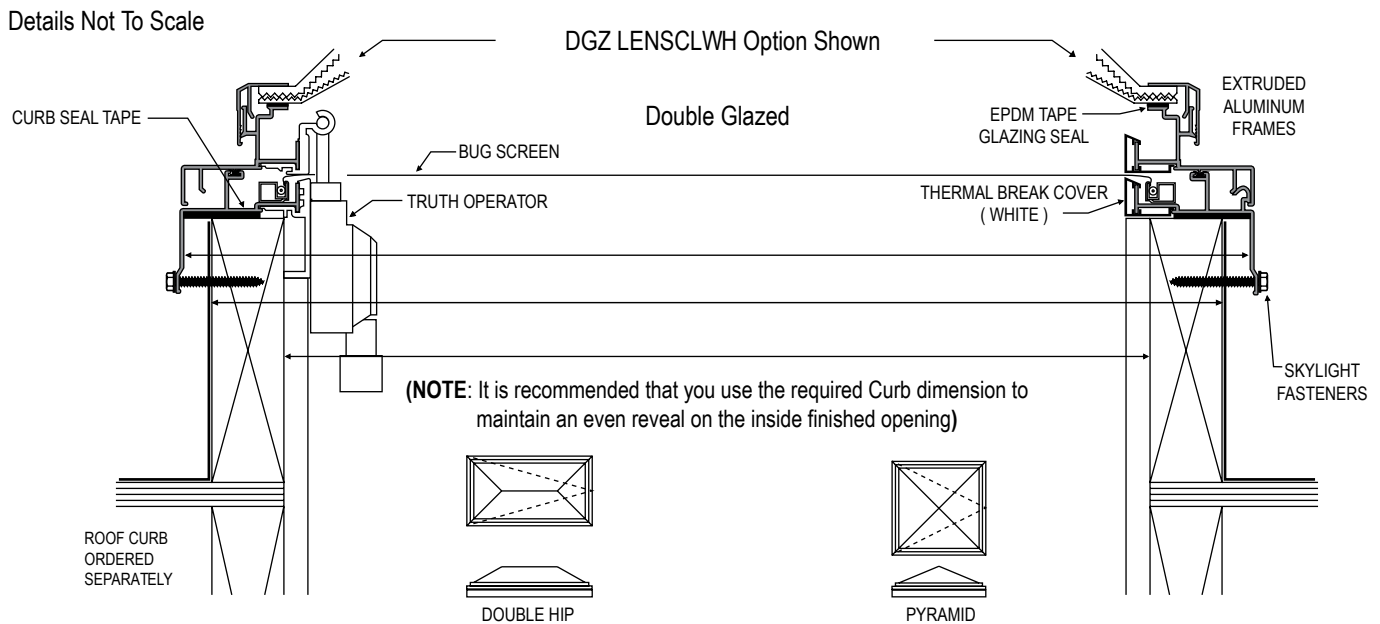 Details Not To Scale
DGZ LENSCLWH Option Shown
Double Glazed
CURB SEAL TAPE
BUG SCREEN
TRUTH OPERATOR
EPDM TAPE
GLAZING SEAL
EXTRUDED
ALUMINUM
FRAMES
THERMAL BREAK COVER
( WHITE )
SKYLIGHT
FASTENERS
(NOTE: It is recommended that you use the required Curb dimension to
maintain an even reveal on the inside finished opening)
ROOF CURB
ORDERED
SEPARATELY
DOUBLE HIP
PYRAMID